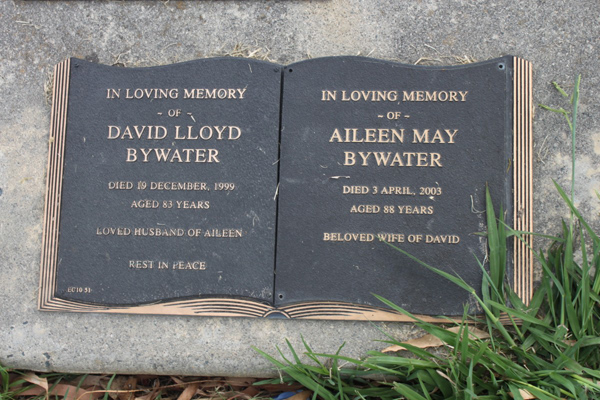 IN LOVING MEMORY
- OF -
DAVID LLOYD
BYWATER
DIED 19 DECEMBER, 1999
AGED 83 YEARS
LOVED HUSBAND OF AILEEN
REST IN PEACE
EC10-51
IN LOVING MEMORY
- OF -
AILEEN MAY
BYWATER
DIED 3 APRIL, 2003
AGED 88 YEARS
BELOVED WIFE OF DAVID